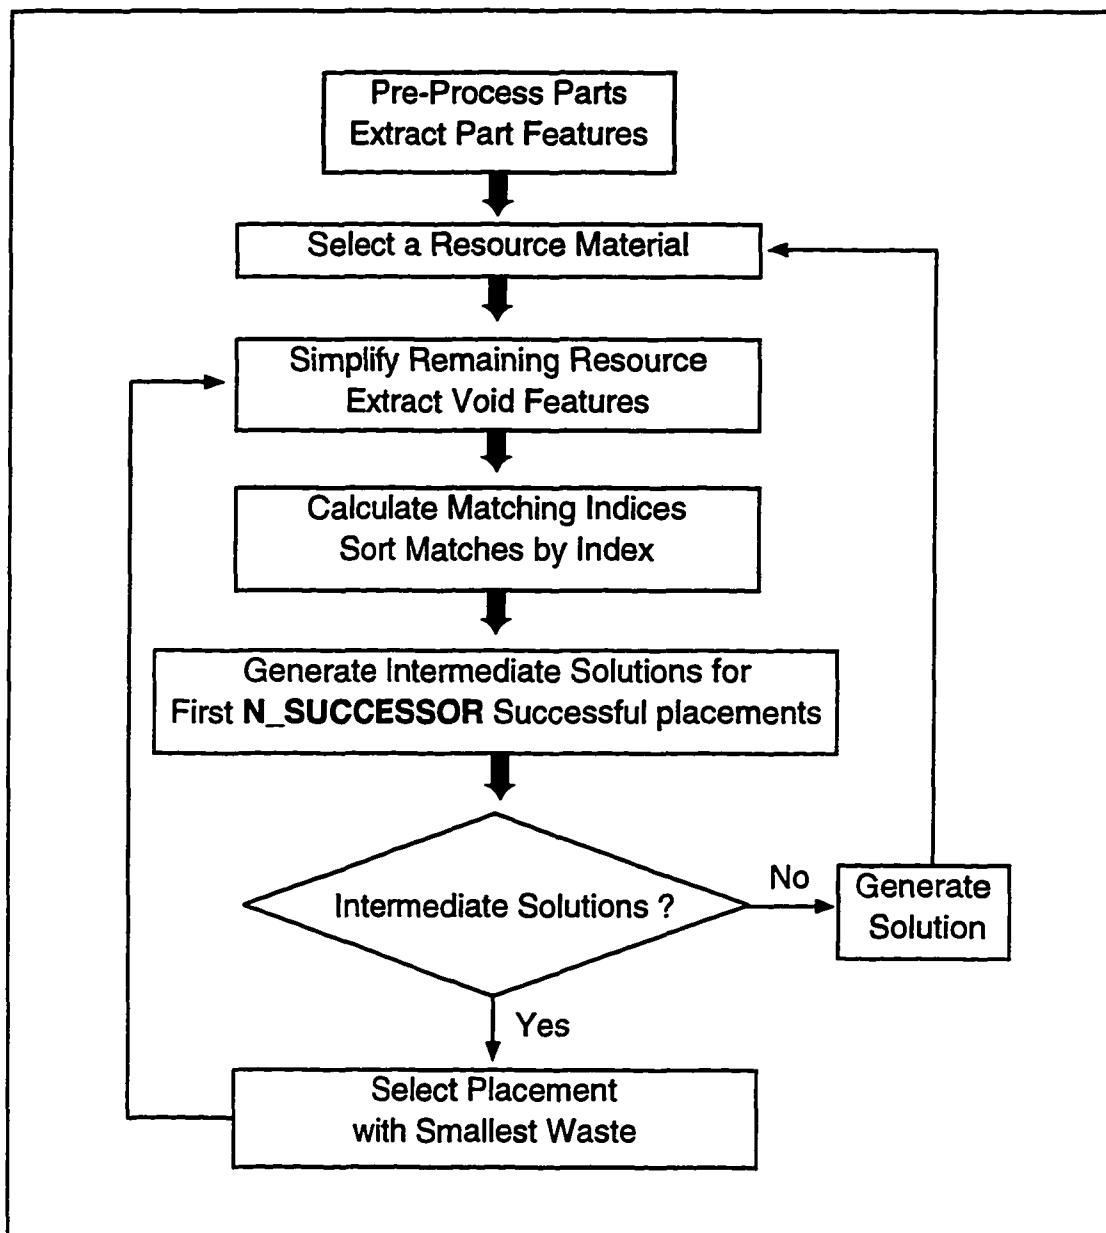 Pre-Process Parts
Extract Part Features
Select a Resource Material
Simplify Remaining Resource
Extract Void Features
Calculate Matching Indices
Sort Matches by Index
Generate Intermediate Solutions for
First N_SUCCESSOR Successful placements
Intermediate Solutions ?
No
Generate
Solution
Yes
Select Placement
with Smallest Waste